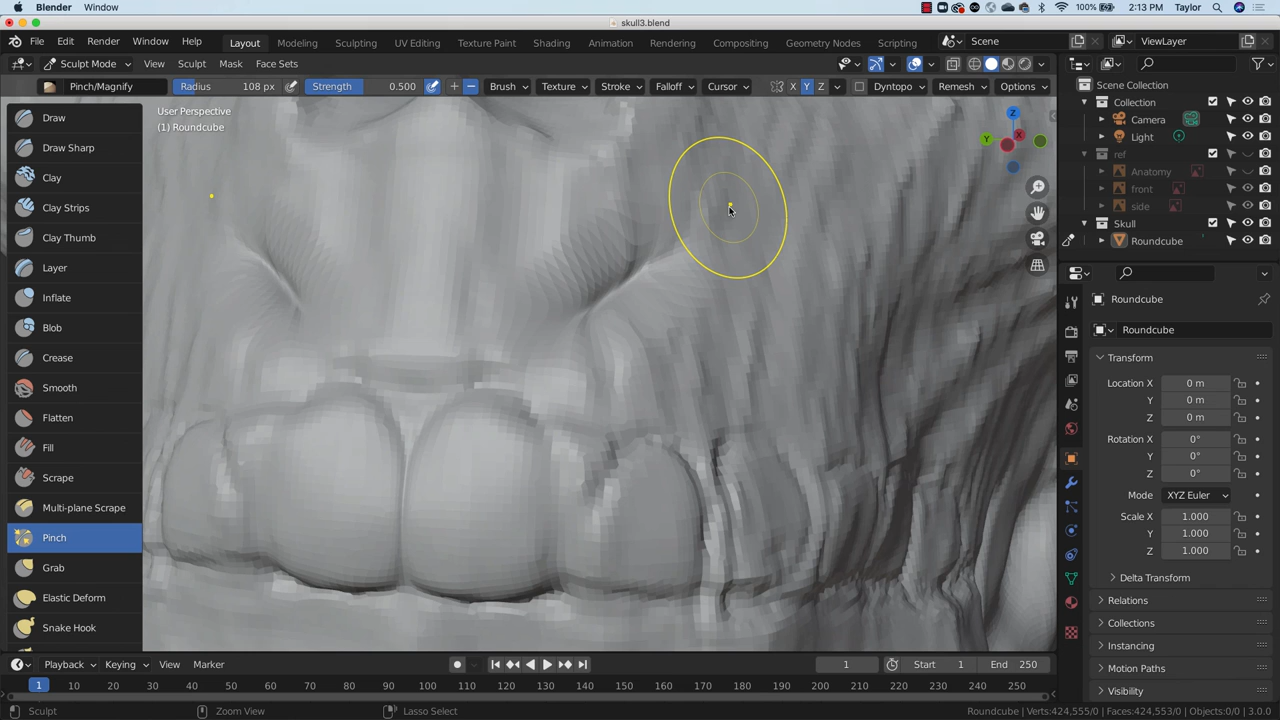 Blender Window 100% 2:13 PM Taylor
skull3.blend
File Edit Render Window Help Layout Modeling Sculpting UV Editing Texture Paint Shading Animation Rendering Compositing Geometry Nodes Scripting Scene ViewLayer
Sculpt Mode View Sculpt Mask Face Sets
Pinch/Magnify Radius 108 px Strength 0.500 Brush Texture Stroke Falloff Cursor X Y Z Dyntopo Remesh Options
User Perspective
(1) Roundcube
Draw
Draw Sharp
Clay
Clay Strips
Clay Thumb
Layer
Inflate
Blob
Crease
Smooth
Flatten
Fill
Scrape
Multi-plane Scrape
Pinch
Grab
Elastic Deform
Snake Hook
Z
X
Y
Scene Collection
Collection
Camera
Light
ref
Anatomy
front
side
Skull
Roundcube
Roundcube
Roundcube
Transform
Location X 0 m
Y 0 m
Z 0 m
Rotation X 0°
Y 0°
Z 0°
Mode XYZ Euler
Scale X 1.000
Y 1.000
Z 1.000
Delta Transform
Relations
Collections
Instancing
Motion Paths
Visibility
Playback Keying View Marker 1 Start 1 End 250
1 10 20 30 40 50 60 70 80 90 100 110 120 130 140 150 160 170 180 190 200 210 220 230 240 250
Sculpt Zoom View Lasso Select Roundcube | Verts:424,555/0 | Faces:424,553/0 | Objects:0/0 | 3.0.0